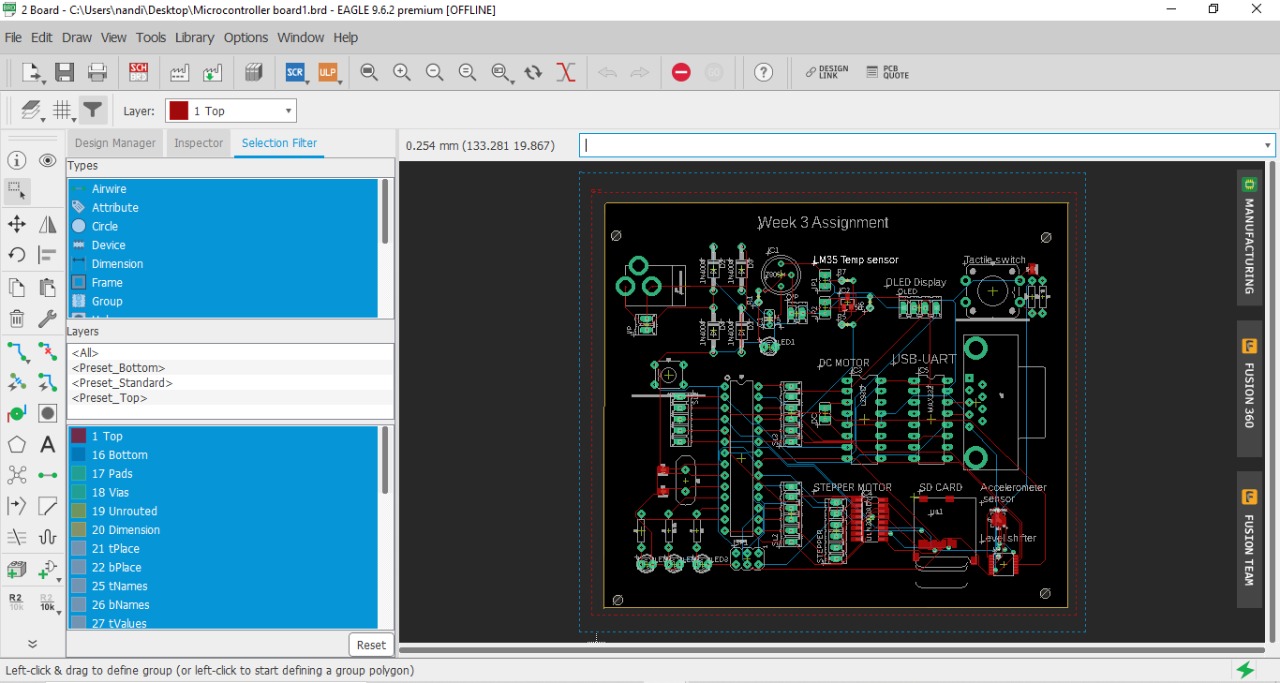 2 Board - C:\Users\nandi\Desktop\Microcontroller board1.brd - EAGLE 9.6.2 premium [OFFLINE]
File Edit Draw View Tools Library Options Window Help
SCH
SCR
ULP
DESIGN LINK
PCB QUOTE
Layer: 1 Top
Design Manager Inspector Selection Filter
0.254 mm (133.281 19.867)
Types
Airwire
Attribute
Circle
Device
Dimension
Frame
Group
Layers
<All>
<Preset_Bottom>
<Preset_Standard>
<Preset_Top>
1 Top
16 Bottom
17 Pads
18 Vias
19 Unrouted
20 Dimension
21 tPlace
22 bPlace
25 tNames
26 bNames
27 tValues
R2
10k
R2
10k
Reset
Week 3 Assignment
LM35 Temp sensor
Tactile switch
OLED Display
OLED
DC MOTOR
USB-UART
STEPPER MOTOR
SD CARD
Accelerometer
sensor
Level shifter
STEPPER
MANUFACTURING
FUSION 360
FUSION TEAM
Left-click & drag to define group (or left-click to start defining a group polygon)